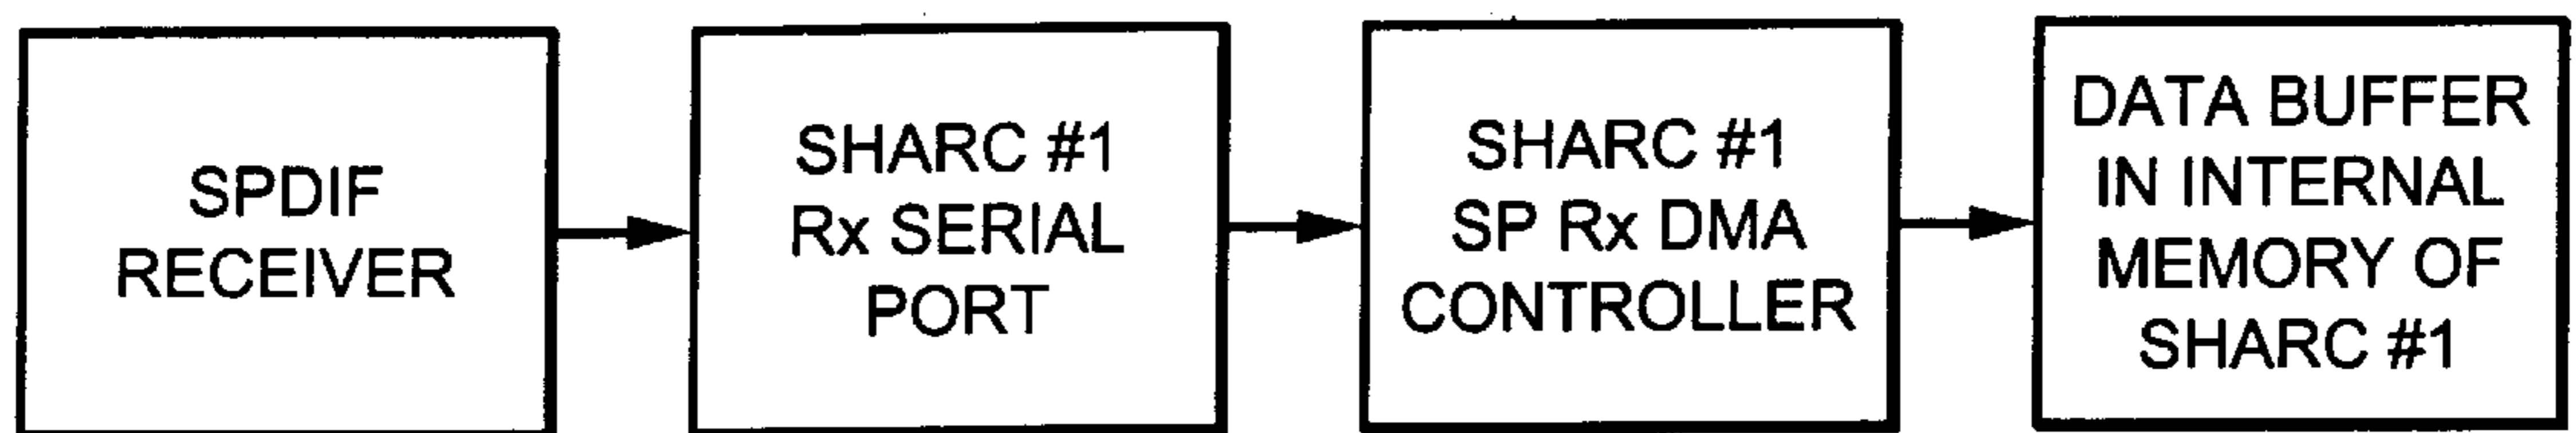 SPDIF
RECEIVER
SHARC #1
Rx SERIAL
PORT
SHARC #1
SP Rx DMA
CONTROLLER
DATA BUFFER
IN INTERNAL
MEMORY OF
SHARC #1